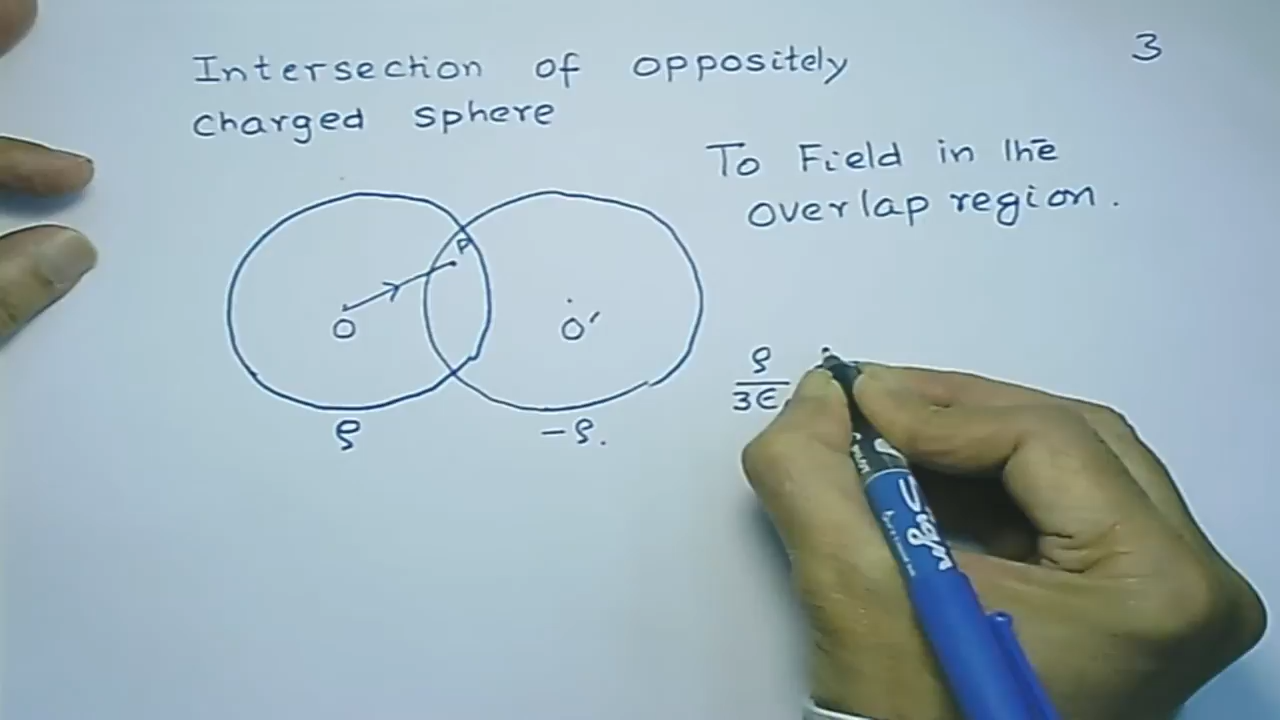 Intersection of oppositely
charged sphere
3
To Field in the
overlap region.
P
O
O′
ρ
-ρ.
ρ
3ε
Sign